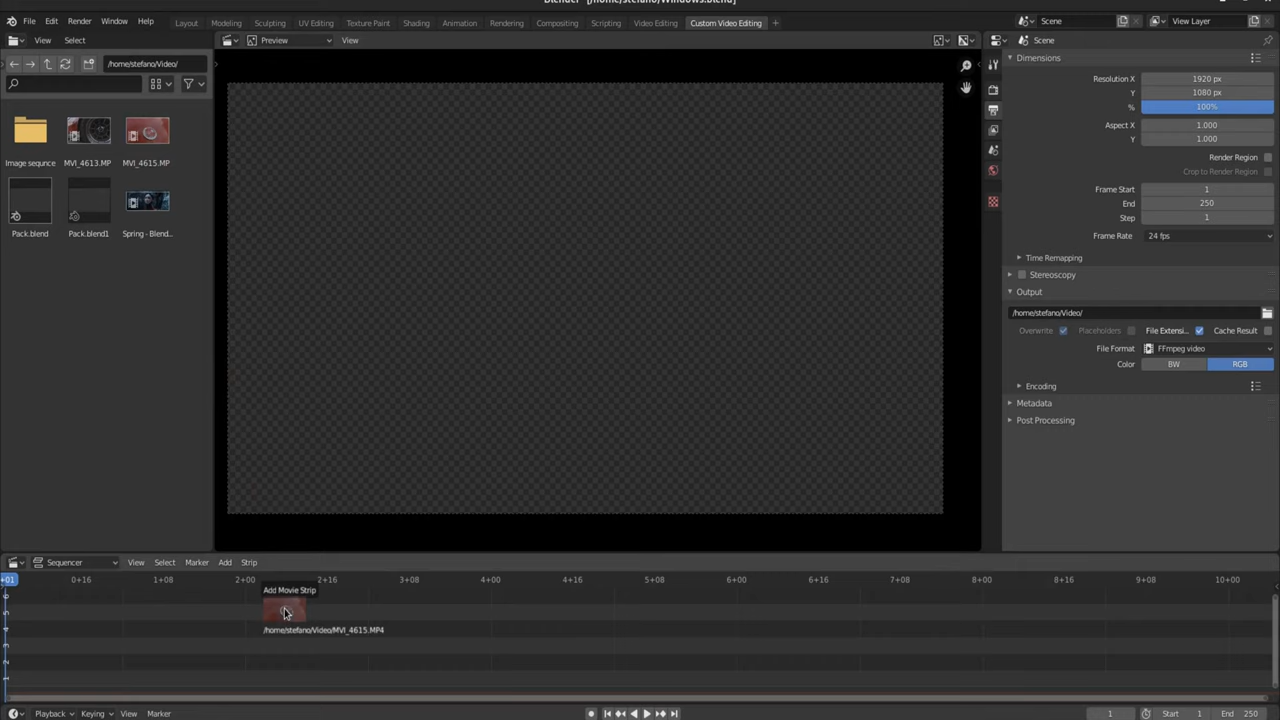 Blender [/home/stefano/Windows.blend]
File Edit Render Window Help Layout Modeling Sculpting UV Editing Texture Paint Shading Animation Rendering Compositing Scripting Video Editing Custom Video Editing + Scene View Layer
View Select Preview View Scene
/home/stefano/Video/
Image sequnce MVI_4613.MP MVI_4615.MP
Pack.blend Pack.blend1 Spring - Blend..
Dimensions
Resolution X 1920 px
Y 1080 px
% 100%
Aspect X 1.000
Y 1.000
Render Region
Crop to Render Region
Frame Start 1
End 250
Step 1
Frame Rate 24 fps
Time Remapping
Stereoscopy
Output
/home/stefano/Video/
Overwrite Placeholders File Extensi... Cache Result
File Format FFmpeg video
Color BW RGB
Encoding
Metadata
Post Processing
Sequencer View Select Marker Add Strip
+01 0+16 1+08 2+00 2+16 3+08 4+00 4+16 5+08 6+00 6+16 7+08 8+00 8+16 9+08 10+00
Add Movie Strip
6
5
4 /home/stefano/Video/MVI_4615.MP4
3
2
1
Playback Keying View Marker 1 Start 1 End 250